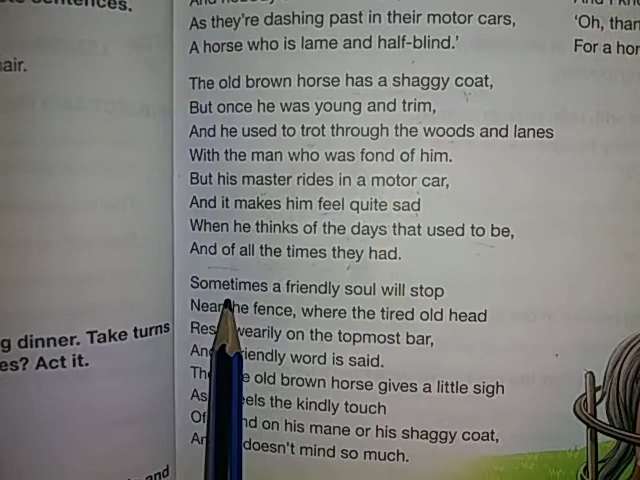 sentences.
air.
g dinner. Take turns
es? Act it.
and
As they're dashing past in their motor cars,
A horse who is lame and half-blind.'
The old brown horse has a shaggy coat,
But once he was young and trim,
And he used to trot through the woods and lanes
With the man who was fond of him.
But his master rides in a motor car,
And it makes him feel quite sad
When he thinks of the days that used to be,
And of all the times they had.
Sometimes a friendly soul will stop
Near the fence, where the tired old head
Res wearily on the topmost bar,
And riendly word is said.
The e old brown horse gives a little sigh
As eels the kindly touch
Of nd on his mane or his shaggy coat,
An doesn't mind so much.
'Oh, than
For a hor